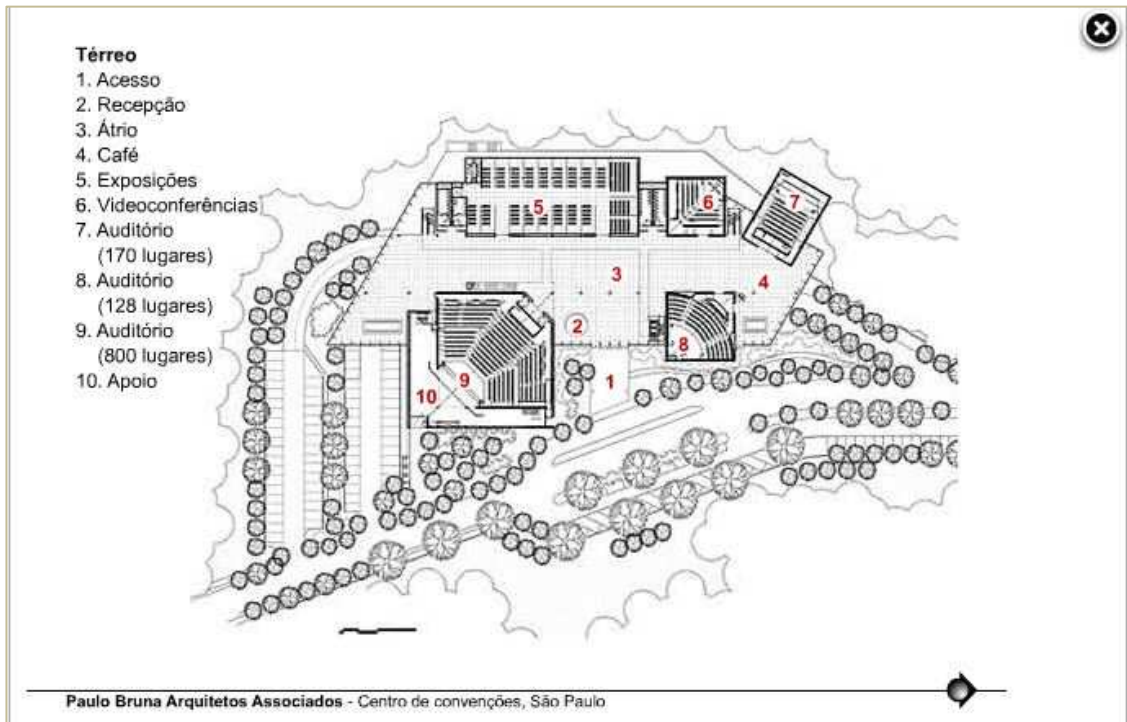 Térreo
1. Acesso
2. Recepção
3. Átrio
4. Café
5. Exposições
6. Videoconferências
7. Auditório
(170 lugares)
8. Auditório
(128 lugares)
9. Auditório
(800 lugares)
10. Apoio
5
6
7
3
4
2
8
9
1
10
Paulo Bruna Arquitetos Associados - Centro de convenções, São Paulo